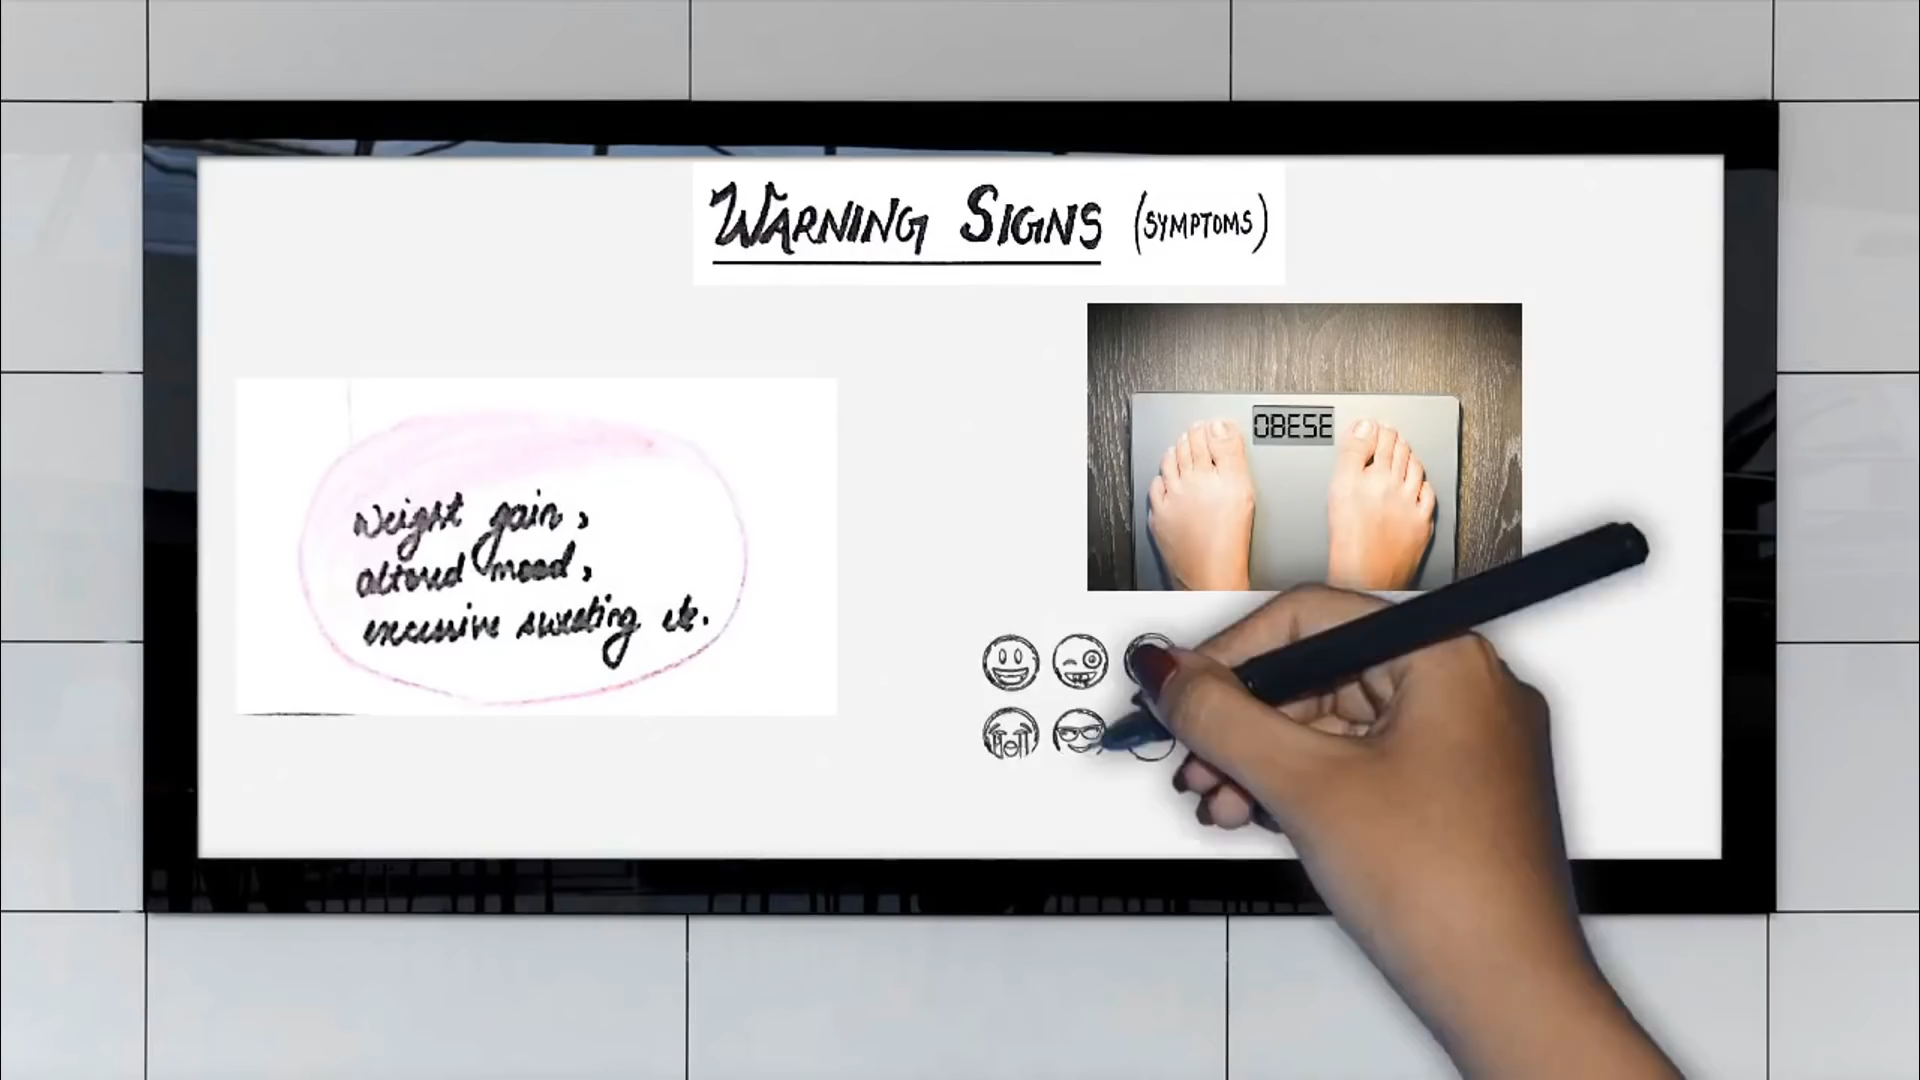 WARNING SIGNS (SYMPTOMS)
OBESE
Weight gain,
altered mood,
excessive sweating etc.